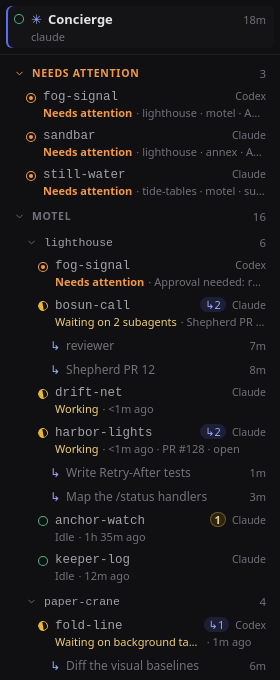 Concierge 18m
claude
NEEDS ATTENTION 3
fog-signal Codex
Needs attention · lighthouse · motel · A...
sandbar Claude
Needs attention · lighthouse · annex · A...
still-water Claude
Needs attention · tide-tables · motel · su...
MOTEL 16
lighthouse 6
fog-signal Codex
Needs attention · Approval needed: r...
bosun-call ↳2 Claude
Waiting on 2 subagents · Shepherd PR ...
↳ reviewer 7m
↳ Shepherd PR 12 8m
drift-net Claude
Working · <1m ago
harbor-lights ↳2 Claude
Working · <1m ago · PR #128 · open
↳ Write Retry-After tests 1m
↳ Map the /status handlers 3m
anchor-watch 1 Claude
Idle · 1h 35m ago
keeper-log Claude
Idle · 12m ago
paper-crane 4
fold-line ↳1 Codex
Waiting on background ta... · 1m ago
↳ Diff the visual baselines 6m